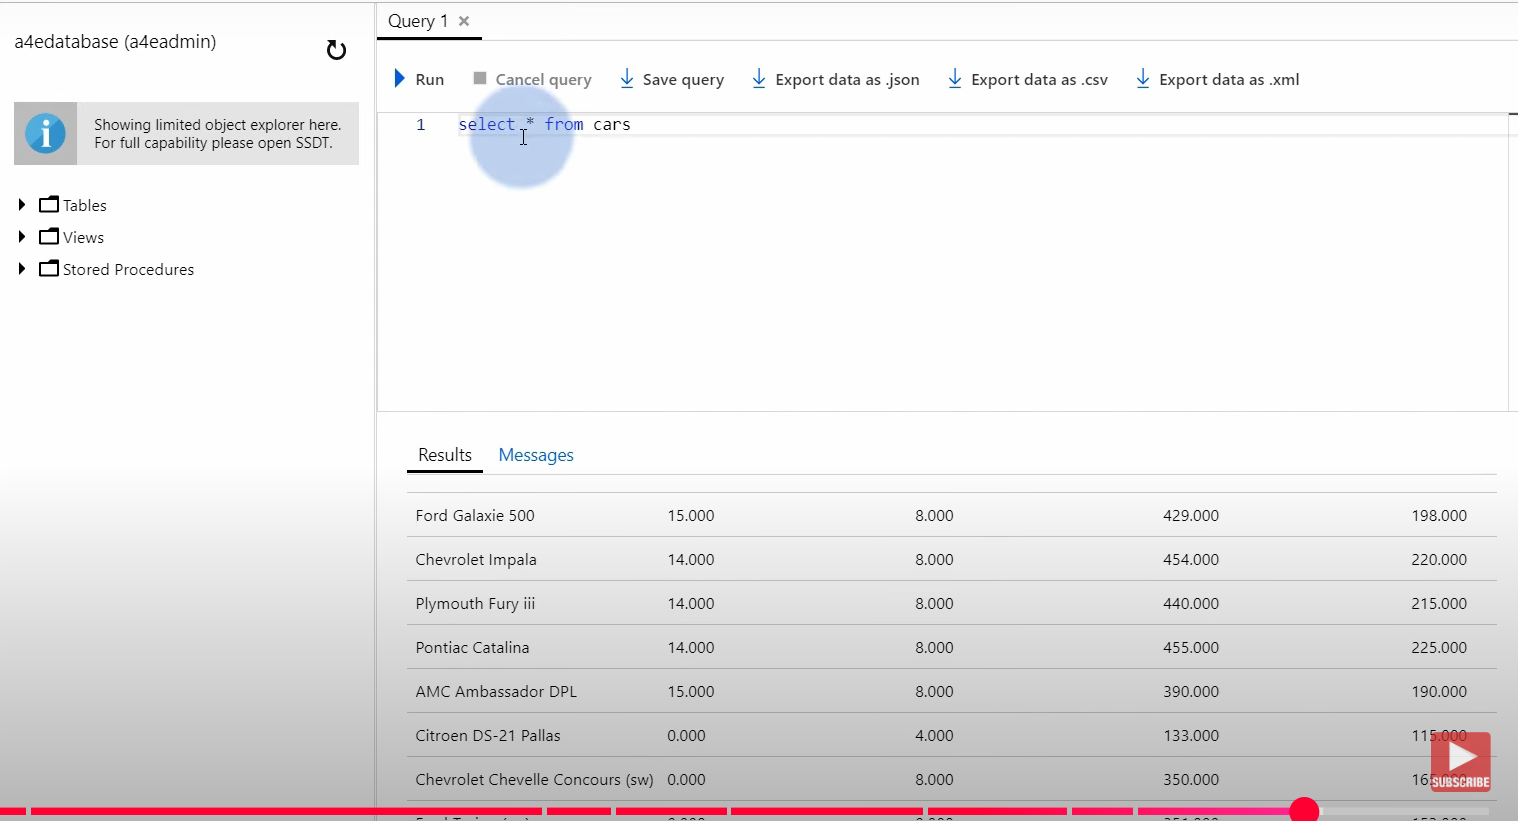 a4edatabase (a4eadmin)
Query 1
Run Cancel query Save query Export data as .json Export data as .csv Export data as .xml
Showing limited object explorer here.
For full capability please open SSDT.
1 select * from cars
Tables
Views
Stored Procedures
Results Messages
Ford Galaxie 500 15.000 8.000 429.000 198.000
Chevrolet Impala 14.000 8.000 454.000 220.000
Plymouth Fury iii 14.000 8.000 440.000 215.000
Pontiac Catalina 14.000 8.000 455.000 225.000
AMC Ambassador DPL 15.000 8.000 390.000 190.000
Citroen DS-21 Pallas 0.000 4.000 133.000 115.000
Chevrolet Chevelle Concours (sw) 0.000 8.000 350.000
SUBSCRIBE